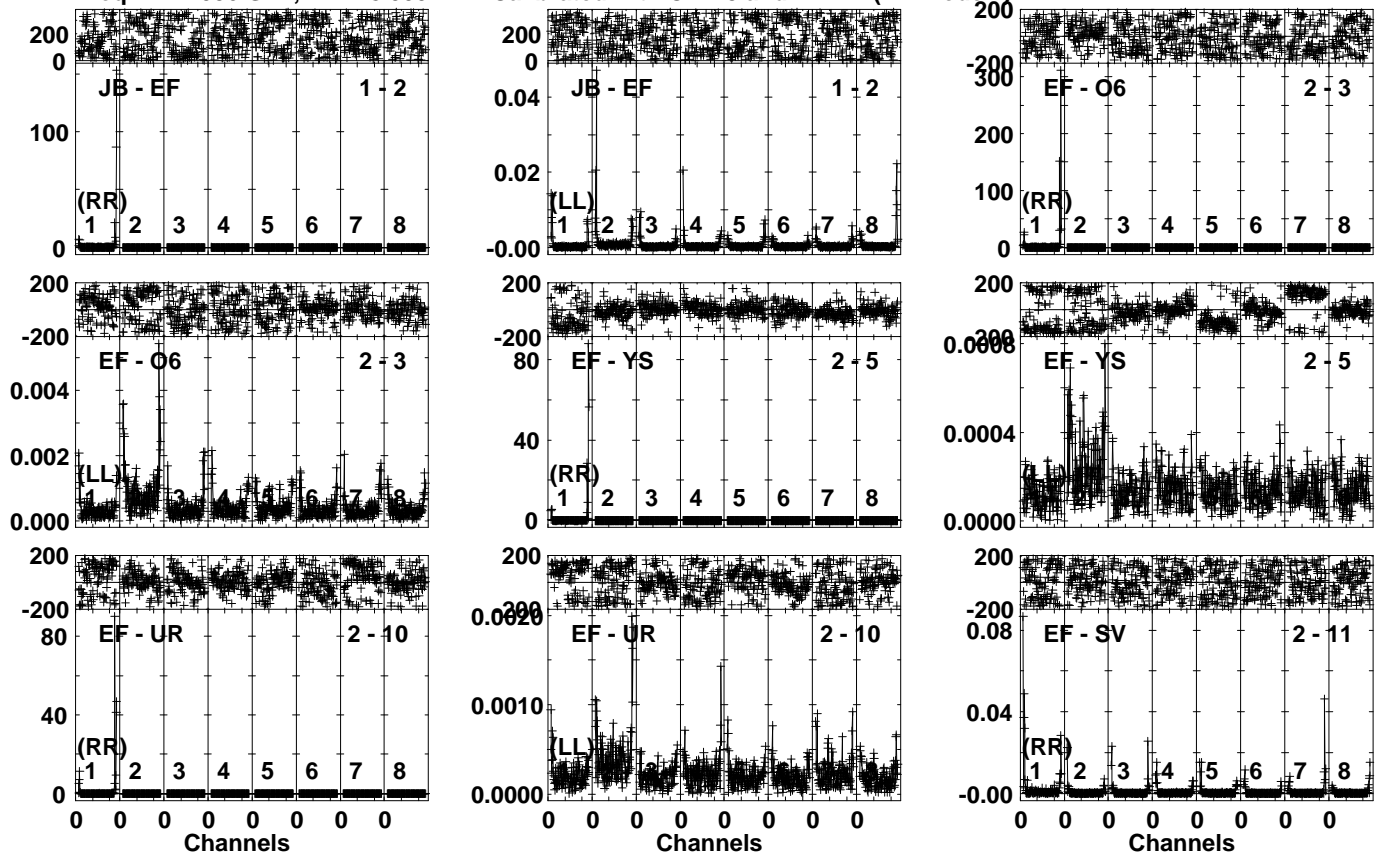 200 200 200
0 0 -200
JB - EF 1 - 2
100
0
(RR)
1 2 3 4 5 6 7 8
JB - EF 1 - 2
0.04
0.02
-0.00
(LL)
1 2 3 4 5 6 7 8
300
EF - O6 2 - 3
200
100
0
(RR)
1 2 3 4 5 6 7 8
200
-200
EF - O6 2 - 3
0.004
0.002
0.000
(LL)
1 3 4 5 6 7 8
200
-200
EF - YS 2 - 5
80
40
0
(RR)
1 2 3 4 5 6 7 8
200
-200
0.0008
EF - YS 2 - 5
0.0004
0.0000
200
-200
EF - UR 2 - 10
80
40
0
(RR)
1 2 3 4 5 6 7 8
0 0 0 0 0 0 0 0
Channels
200
-200
0.0020
EF - UR 2 - 10
0.0010
0.0000
(LL)
0 0 0 0 0 0 0 0
Channels
200
-200
EF - SV 2 - 11
0.08
0.04
-0.00
(RR)
1 2 3 4 5 6 7 8
0 0 0 0 0 0 0 0
Channels